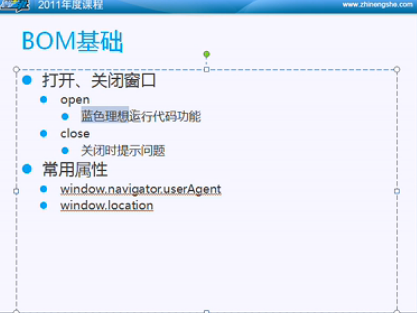 2011年度课程
www.zhinengshe.com
BOM基础
打开、关闭窗口
open
蓝色理想运行代码功能
close
关闭时提示问题
常用属性
window.navigator.userAgent
window.location